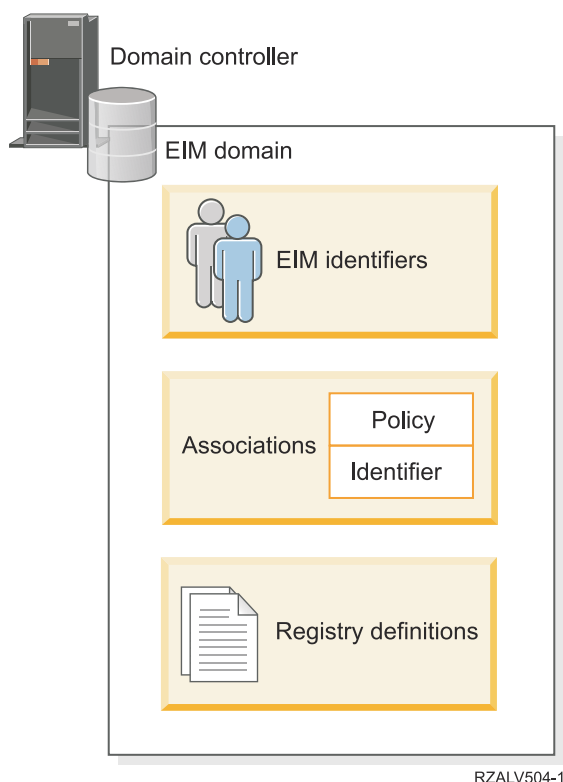 Domain controller
EIM domain
EIM identifiers
Associations
Policy
Identifier
Registry definitions
RZALV504-1